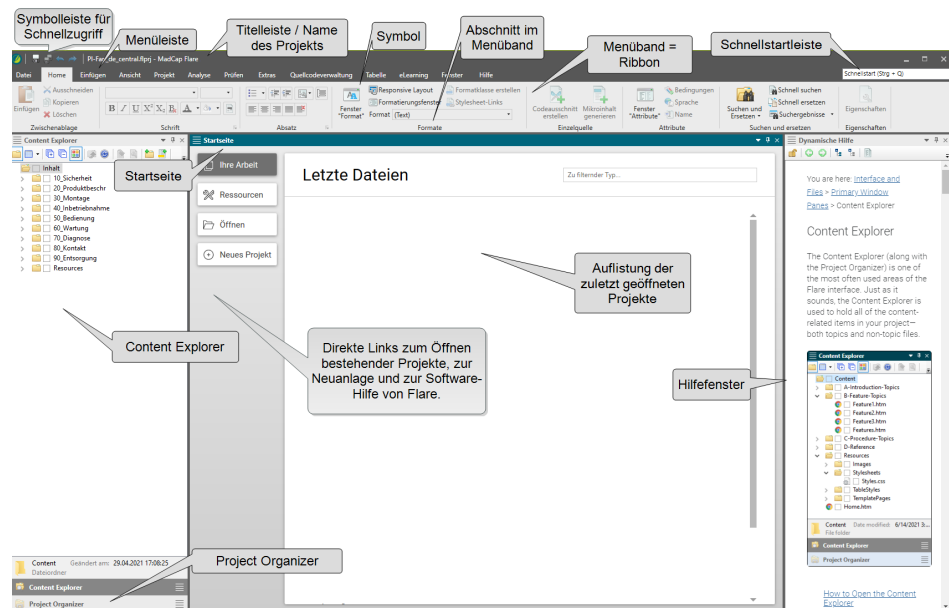 Symbolleiste für
Schnellzugriff
Menüleiste
Titelleiste / Name
des Projekts
Symbol
Abschnitt im
Menüband
Menüband =
Ribbon
Schnellstartleiste
central.flprj - MadCap Flare
Datei Home Einfügen Ansicht Projekt Analyse Prüfen Extras Quellcodeverwaltung Tabelle eLearning Fenster Hilfe
Schnellstart (Strg + Q)
Einfügen
Ausschneiden
Kopieren
Löschen
Zwischenablage
B I U X² X₂ B A
Schrift
Absatz
Fenster
"Format"
Responsive Layout
Formatierungsfenster
Format (Text)
Formatklasse erstellen
Stylesheet-Links
Formate
Codeausschnitt
erstellen
Mikroinhalt
generieren
Einzelquelle
Fenster
"Attribute"
Bedingungen
Sprache
Name
Attribute
Suchen und
Ersetzen
Schnell suchen
Schnell ersetzen
Suchergebnisse
Suchen und ersetzen
Eigenschaften
Eigenschaften
Content Explorer
Inhalt
10_Sicherheit
20_Produktbeschr
30_Montage
40_Inbetriebnahme
50_Bedienung
60_Wartung
70_Diagnose
80_Kontakt
90_Entsorgung
Resources
Content Explorer
Content Geändert am: 29.04.2021 17:08:25
Dateiordner
Content Explorer
Project Organizer
Startseite
Startseite
Ihre Arbeit
Ressourcen
Öffnen
Neues Projekt
Letzte Dateien
Zu filternder Typ...
Auflistung der
zuletzt geöffneten
Projekte
Direkte Links zum Öffnen
bestehender Projekte, zur
Neuanlage und zur Software-
Hilfe von Flare.
Project Organizer
Hilfefenster
Dynamische Hilfe
You are here: Interface and
Files > Primary Window
Panes > Content Explorer
Content Explorer
The Content Explorer (along with
the Project Organizer) is one of
the most often used areas of the
Flare interface. Just as it
sounds, the Content Explorer is
used to hold all of the content-
related items in your project—
both topics and non-topic files.
Content Explorer
Content
A-Introduction-Topics
B-Feature-Topics
Feature1.htm
Feature2.htm
Feature3.htm
Features.htm
C-Procedure-Topics
D-Reference
Resources
Images
Stylesheets
Styles.css
TableStyles
TemplatePages
Home.htm
Content Date modified: 6/14/2021 3:...
File folder
Content Explorer
Project Organizer
How to Open the Content
Explorer